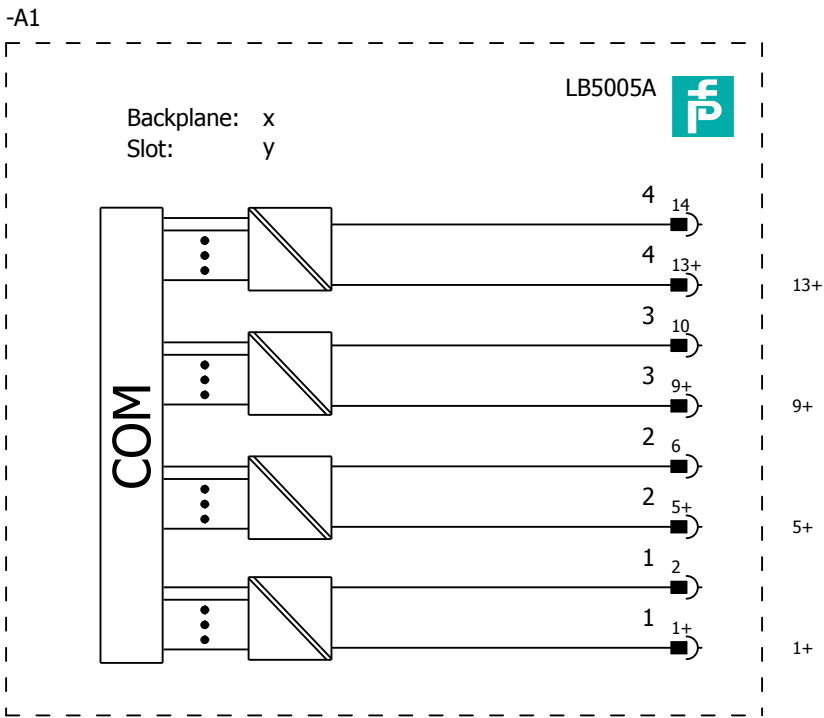 -A1
LB5005A
Backplane: x
Slot: y
4 14
4 13+
13+
3 10
3 9+
9+
COM
2 6
2 5+
5+
1 2
1 1+
1+